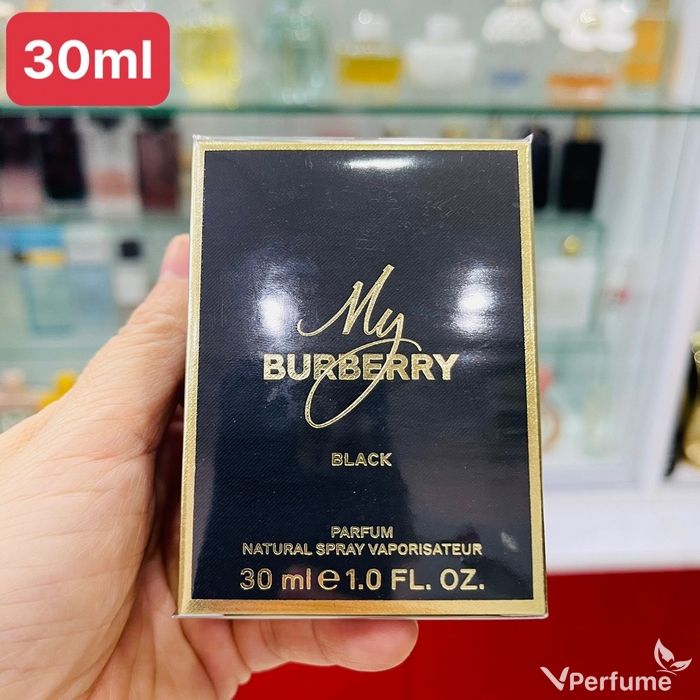 30ml
My
BURBERRY
BLACK
PARFUM
NATURAL SPRAY VAPORISATEUR
30 ml e 1.0 FL. OZ.
VPerfume